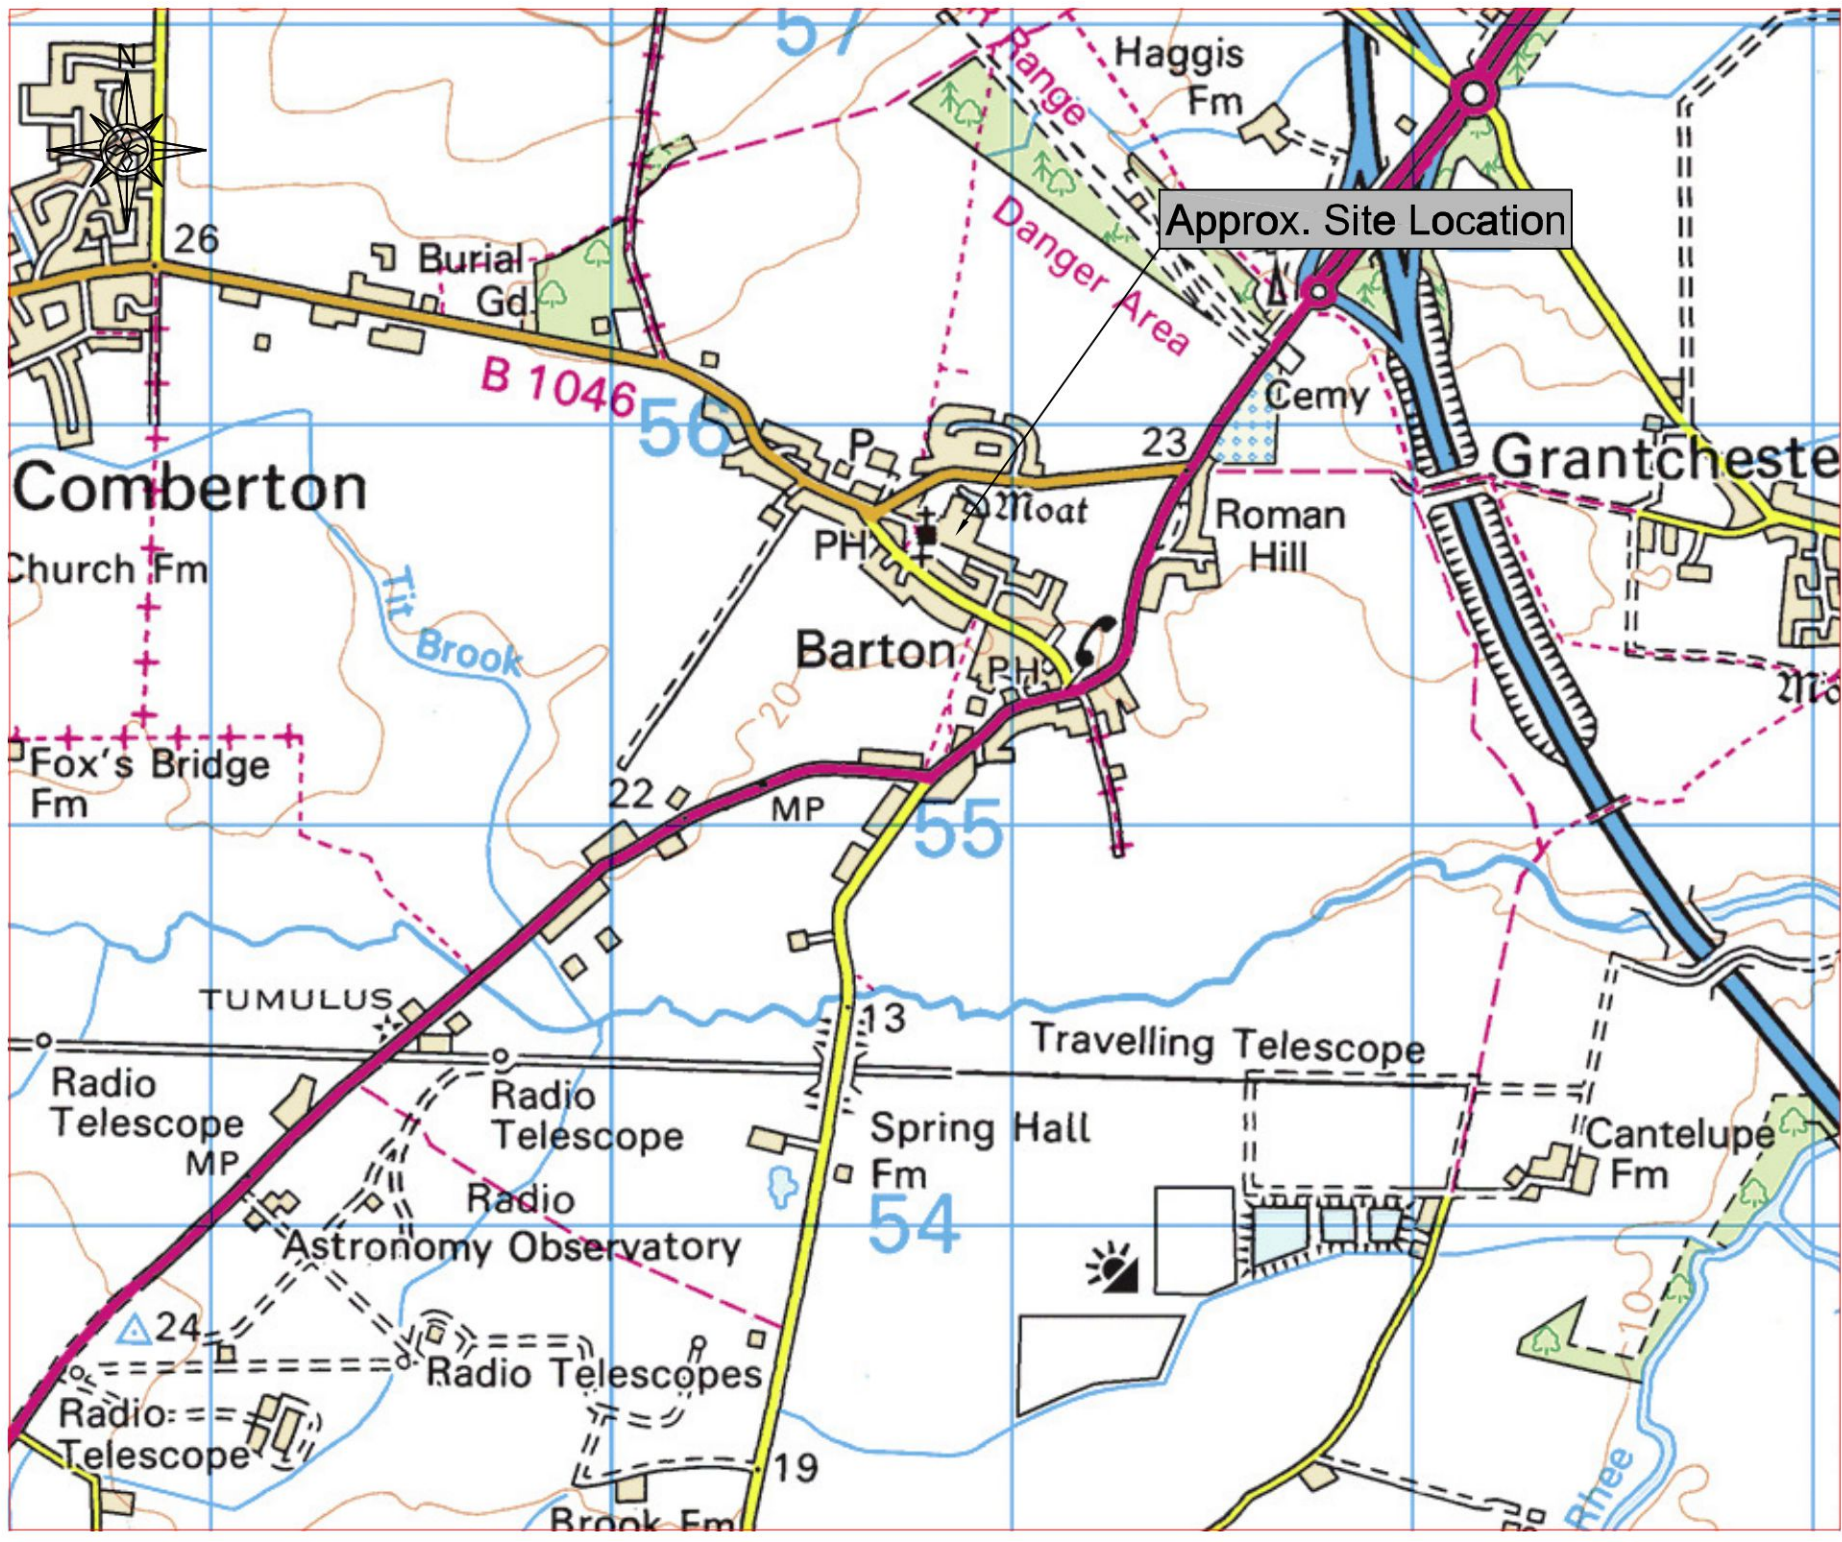 57
R Range
Haggis
Fm
N
Approx. Site Location
26
Burial
Gd
Danger Area
B 1046
56
Cemy
23
P
Grantcheste
Comberton
Moat
Roman
Hill
PH
Church Fm
Tit Brook
Barton
PH
20
Mo
Fox's Bridge
Fm
22
MP
55
TUMULUS
13
Travelling Telescope
Radio
Telescope
Radio
Telescope
Spring Hall
Fm
Cantelupe
Fm
MP
Radio
Astronomy Observatory
54
24
10
Radio Telescopes
Radio
Telescope
19
Rhee
Brook Fm